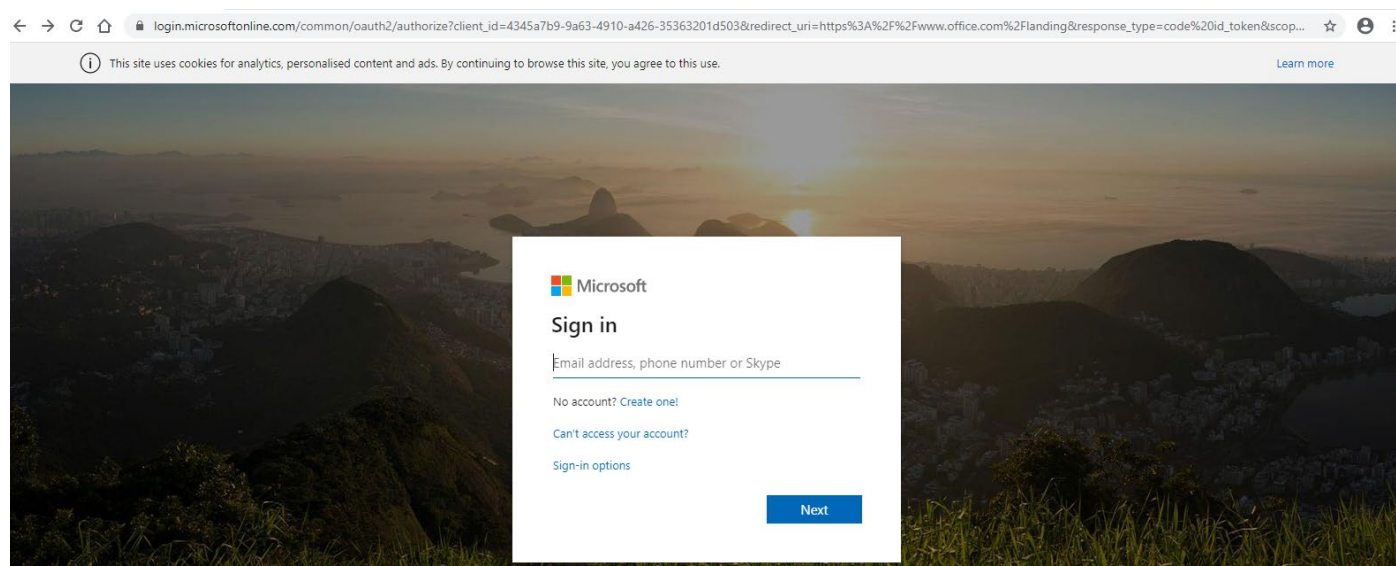 login.microsoftonline.com/common/oauth2/authorize?client_id=4345a7b9-9a63-4910-a426-35363201d503&redirect_uri=https%3A%2F%2Fwww.office.com%2Flanding&response_type=code%20id_token&scop...
This site uses cookies for analytics, personalised content and ads. By continuing to browse this site, you agree to this use. Learn more
Microsoft
Sign in
Email address, phone number or Skype
No account? Create one!
Can't access your account?
Sign-in options
Next